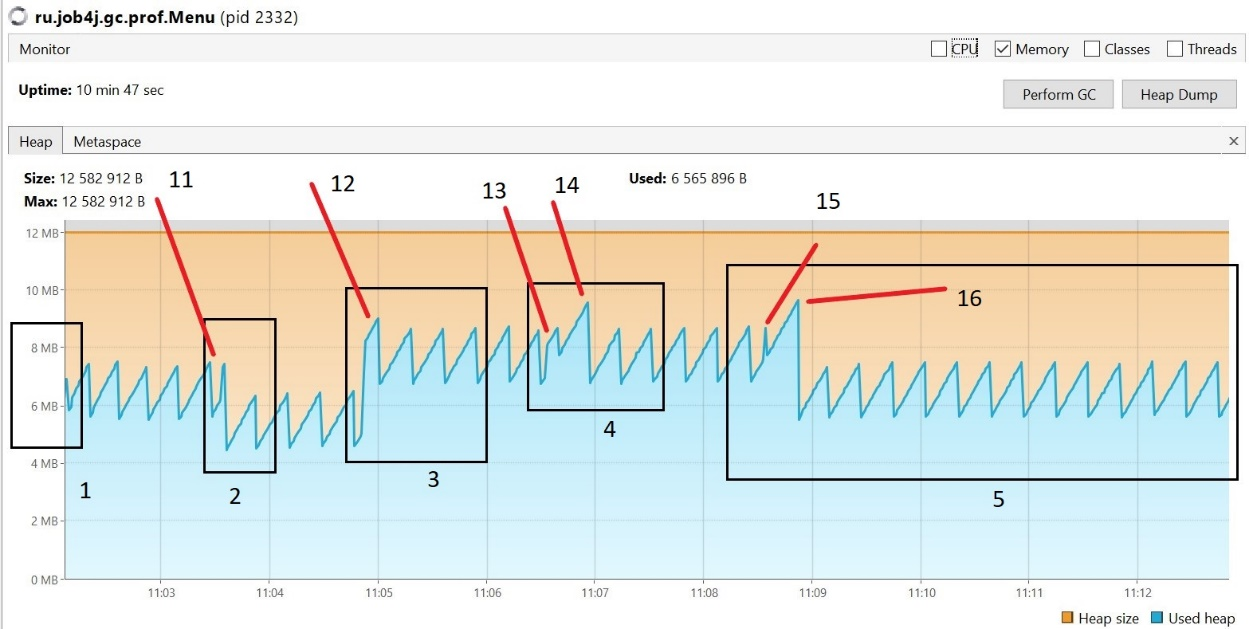 ru.job4j.gc.prof.Menu (pid 2332)
Monitor CPU Memory Classes Threads
Uptime: 10 min 47 sec
Perform GC Heap Dump
Heap Metaspace
Size: 12 582 912 B
Max: 12 582 912 B
Used: 6 565 896 B
11
12
13
14
15
16
12 MB
10 MB
8 MB
6 MB
4 MB
2 MB
0 MB
1
2
3
4
5
11:03 11:04 11:05 11:06 11:07 11:08 11:09 11:10 11:11 11:12
Heap size Used heap